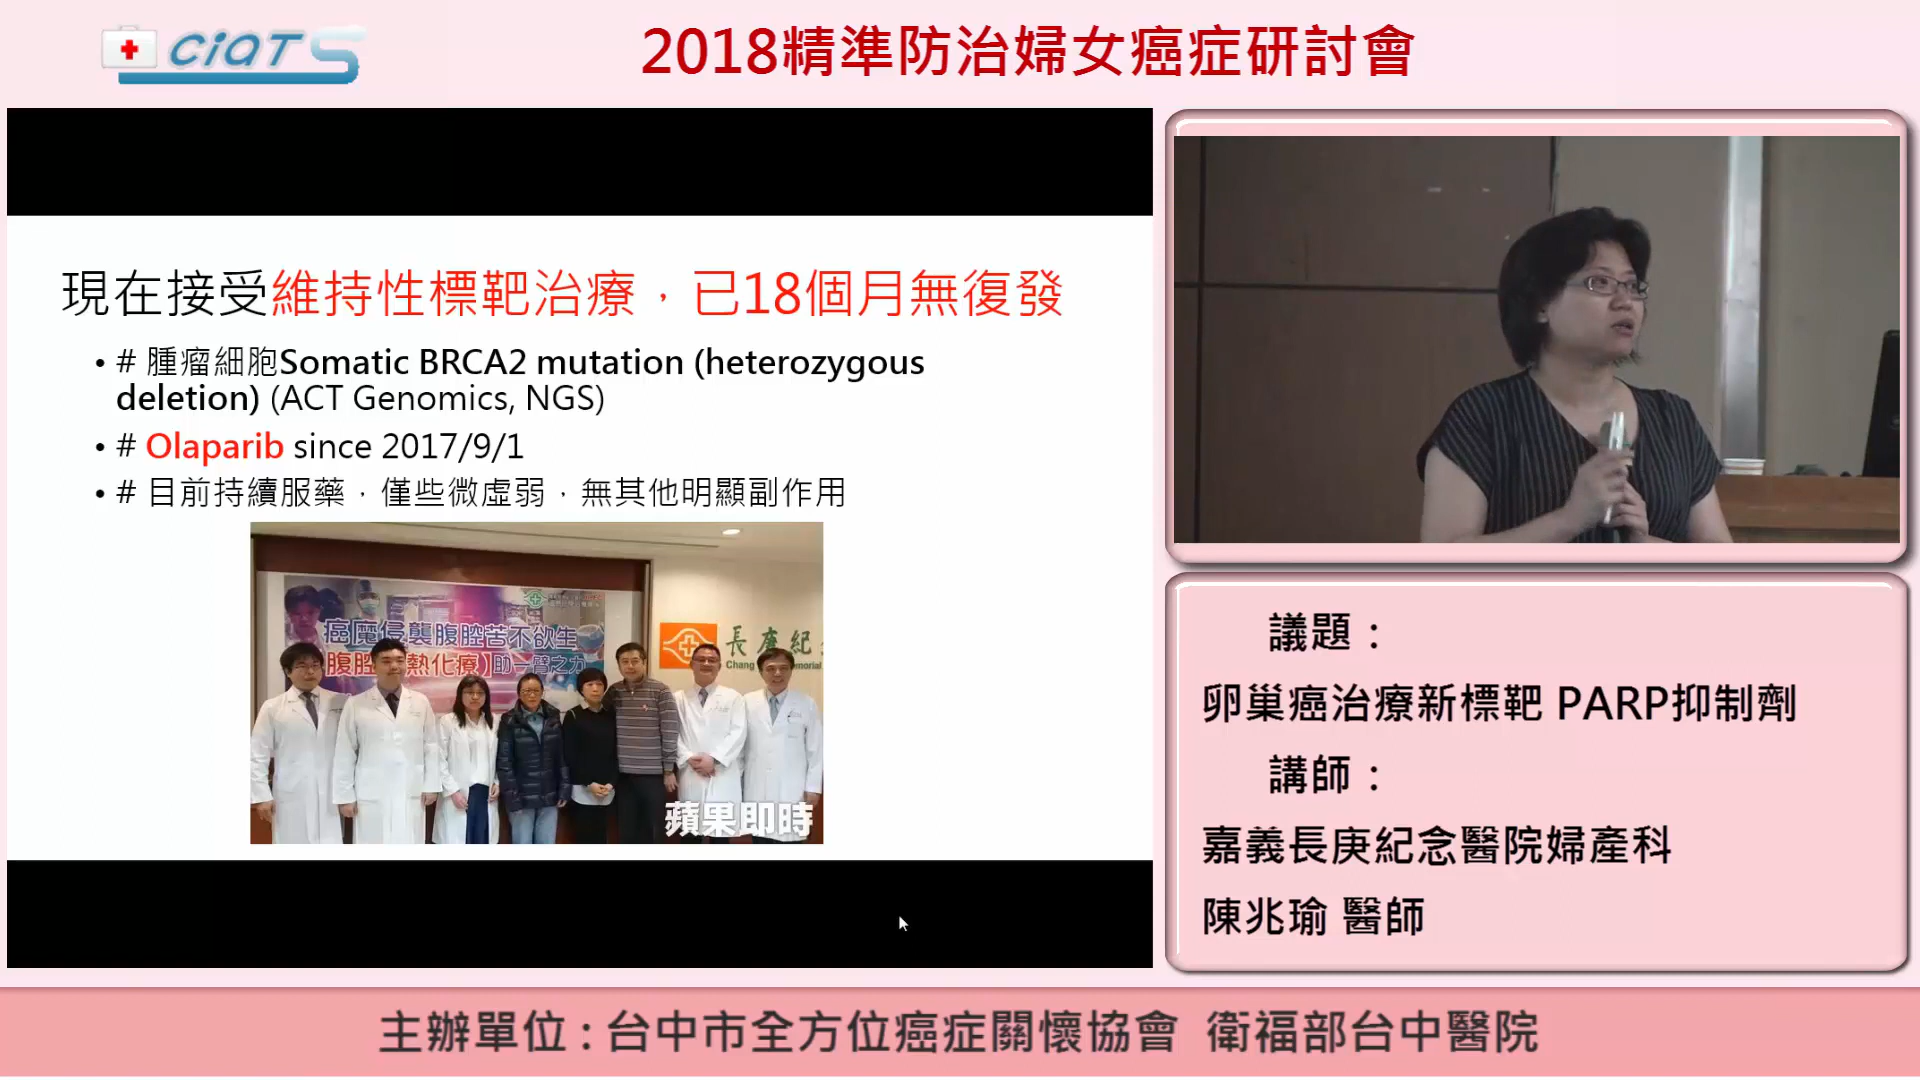 CiQTS
2018精準防治婦女癌症研討會
現在接受維持性標靶治療，已18個月無復發
• # 腫瘤細胞Somatic BRCA2 mutation (heterozygous
deletion) (ACT Genomics, NGS)
• # Olaparib since 2017/9/1
• # 目前持續服藥，僅些微虛弱，無其他明顯副作用
癌魔侵襲腹腔苦不欲生
腹腔 熱化療】助一臂之力
長庚紀
Chang morial
蘋果即時
議題：
卵巢癌治療新標靶 PARP抑制劑
講師：
嘉義長庚紀念醫院婦產科
陳兆瑜 醫師
主辦單位 : 台中市全方位癌症關懷協會 衛福部台中醫院